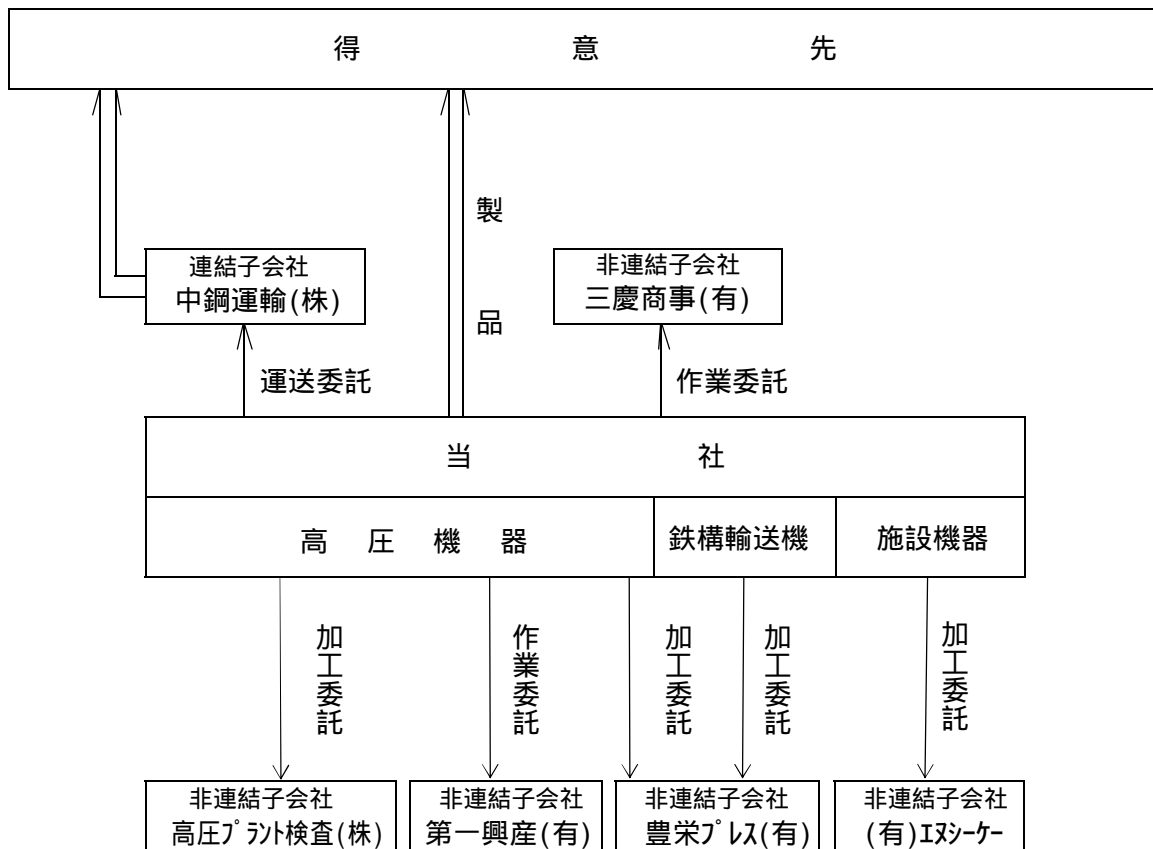 得意先
製品
連結子会社
中鋼運輸(株)
非連結子会社
三慶商事(有)
運送委託
作業委託
当社
高圧機器
鉄構輸送機
施設機器
加工委託
作業委託
加工委託
加工委託
加工委託
非連結子会社
高圧プラント検査(株)
非連結子会社
第一興産(有)
非連結子会社
豊栄プレス(有)
非連結子会社
(有)エヌシーケー